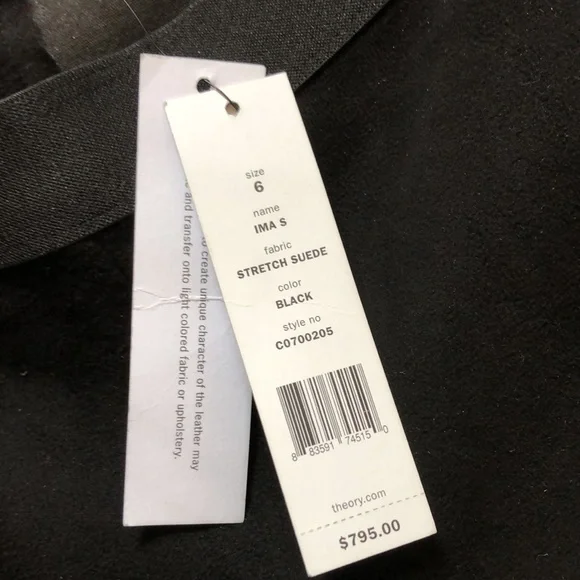 size
6
name
IMA S
fabric
STRETCH SUEDE
color
BLACK
style no
C0700205
8 83591 74515 0
theory.com
$795.00
to create unique character of the leather may
and transfer onto light colored fabric or upholstery.